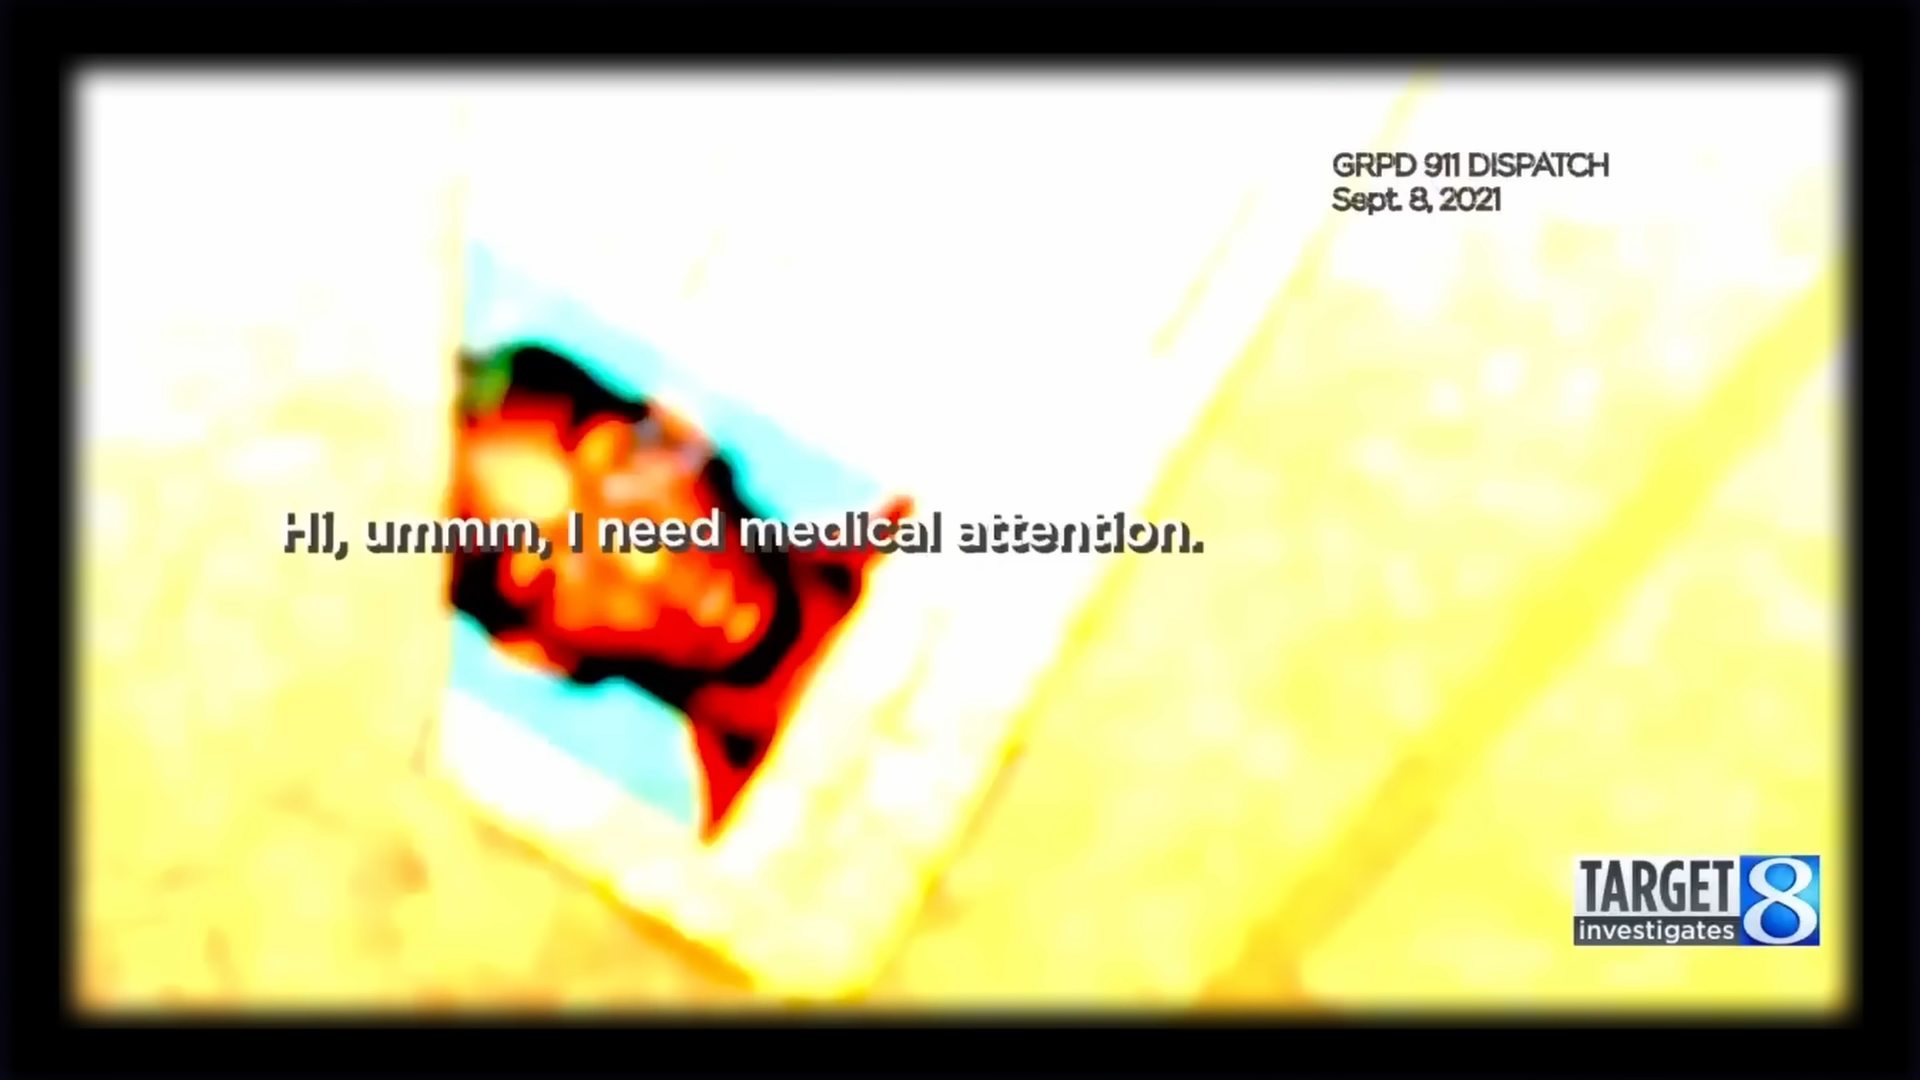 GRPD 911 DISPATCH
Sept. 8, 2021
Hi, ummm, I need medical attention.
TARGET 8
investigates